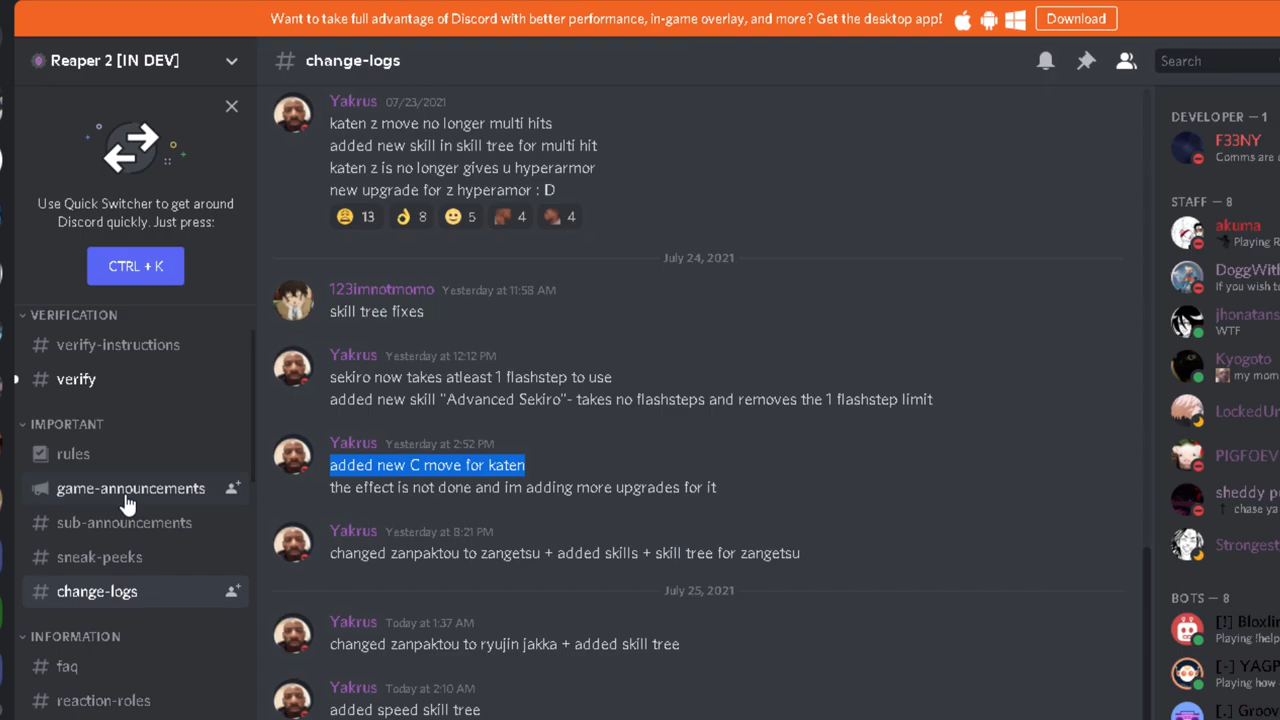 Want to take full advantage of Discord with better performance, in-game overlay, and more? Get the desktop app!
Download
Reaper 2 [IN DEV]
Use Quick Switcher to get around
Discord quickly. Just press:
CTRL + K
VERIFICATION
verify-instructions
verify
IMPORTANT
rules
game-announcements
sub-announcements
sneak-peeks
change-logs
INFORMATION
faq
reaction-roles
# change-logs
Search
Yakrus 07/23/2021
katen z move no longer multi hits
added new skill in skill tree for multi hit
katen z is no longer gives u hyperarmor
new upgrade for z hyperamor : D
13 8 5 4 4
July 24, 2021
123imnotmomo Yesterday at 11:58 AM
skill tree fixes
Yakrus Yesterday at 12:12 PM
sekiro now takes atleast 1 flashstep to use
added new skill "Advanced Sekiro"- takes no flashsteps and removes the 1 flashstep limit
Yakrus Yesterday at 2:52 PM
added new C move for katen
the effect is not done and im adding more upgrades for it
Yakrus Yesterday at 8:21 PM
changed zanpaktou to zangetsu + added skills + skill tree for zangetsu
July 25, 2021
Yakrus Today at 1:37 AM
changed zanpaktou to ryujin jakka + added skill tree
Yakrus Today at 2:10 AM
added speed skill tree
DEVELOPER — 1
F33NY
Comms are
STAFF — 8
akuma
Playing R
DoggWith
If you wish t
jhonatans
WTF
Kyogoto
my mom
LockedUn
PIGFOEV
sheddy p
chase ya
Strongest
BOTS — 8
[!] Bloxlin
Playing !help
[-] YAGP
Playing how
[.] Groov